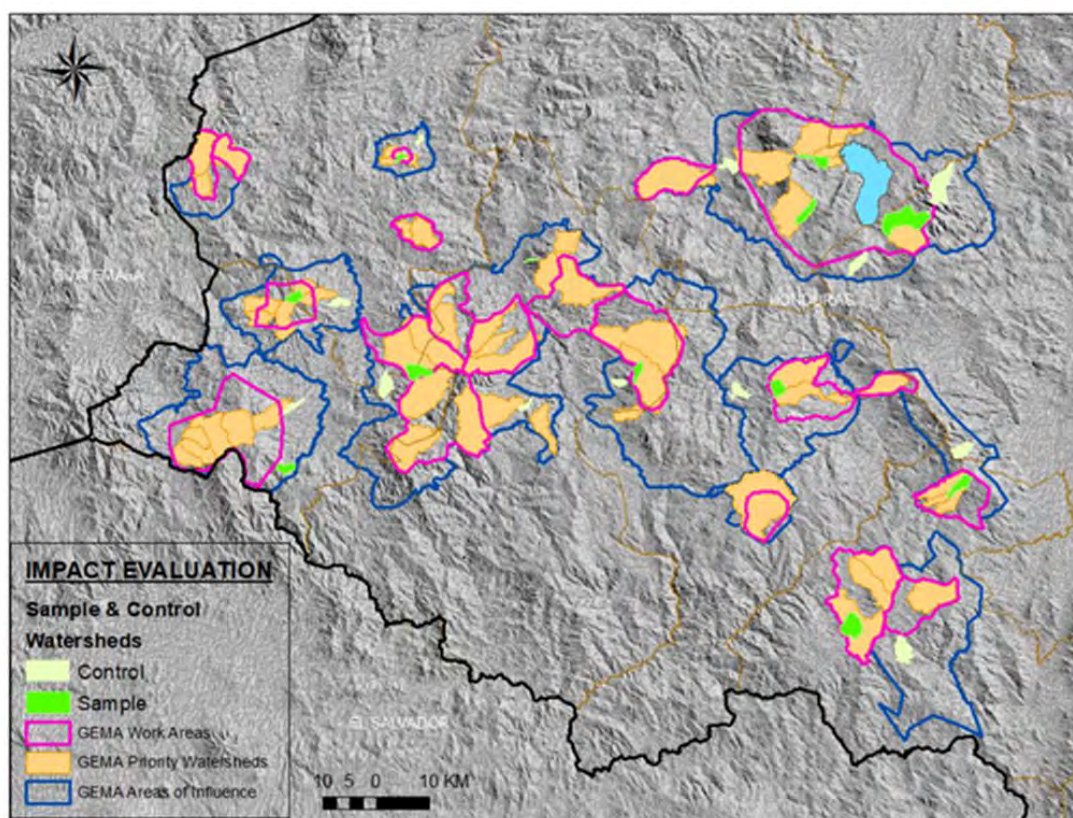 HONDURAS
IMPACT EVALUATION
Sample & Control
Watersheds
Control
Sample
GEMA Work Areas
GEMA Priority Watersheds
GEMA Areas of Influence
EL SALVADOR
10 5 0 10 KM